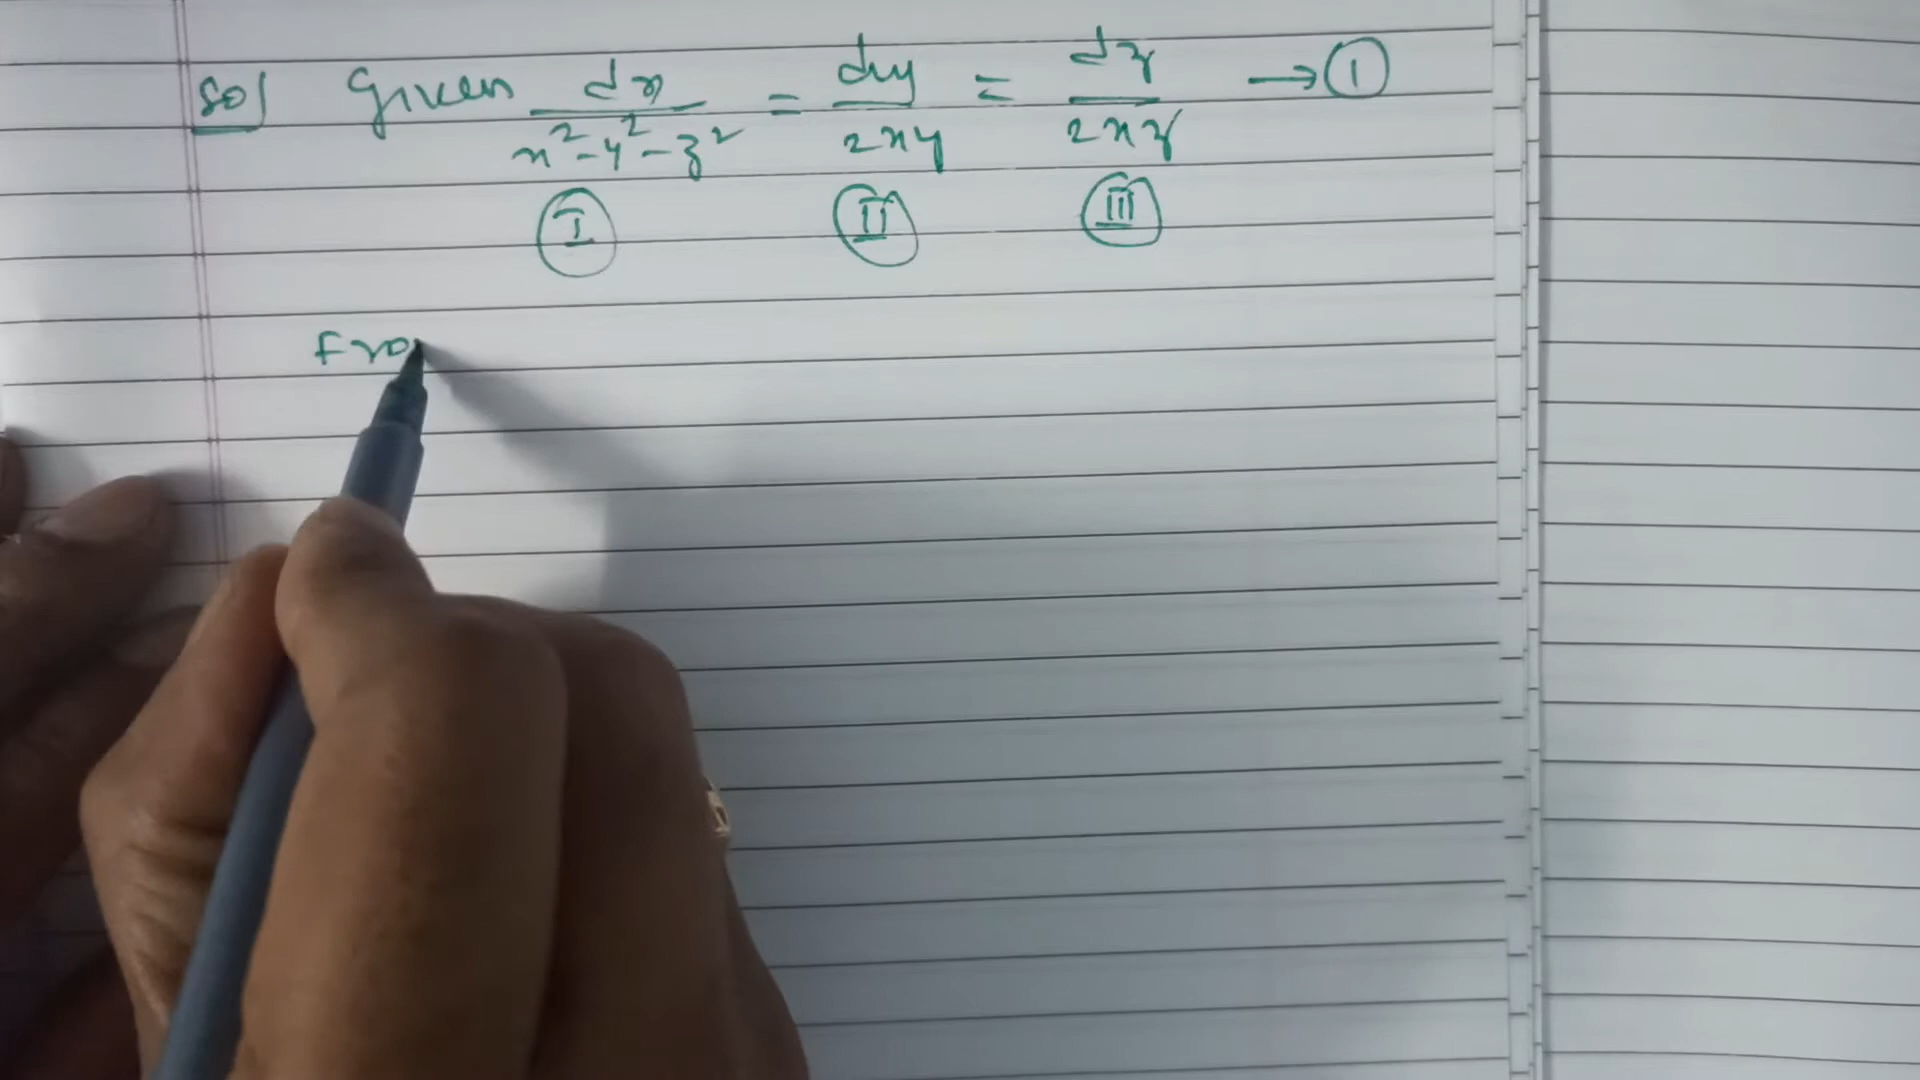 Sol Given dx/(x²-y²-z²) = dy/2xy = dz/2xz → ①
Ⓘ Ⓘⓘ Ⓘⓘⓘ
Fro